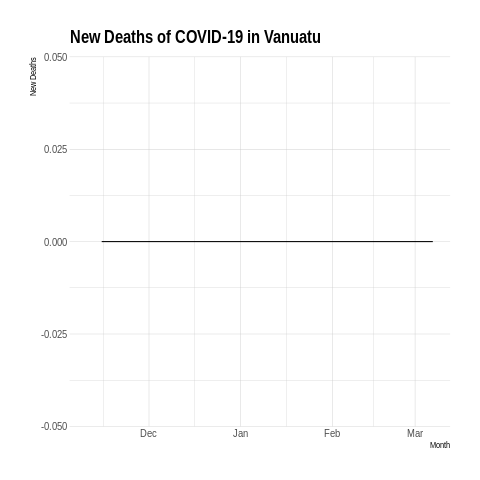 New Deaths of COVID-19 in Vanuatu
New Deaths
0.050
0.025
0.000
-0.025
-0.050
Dec Jan Feb Mar
Month